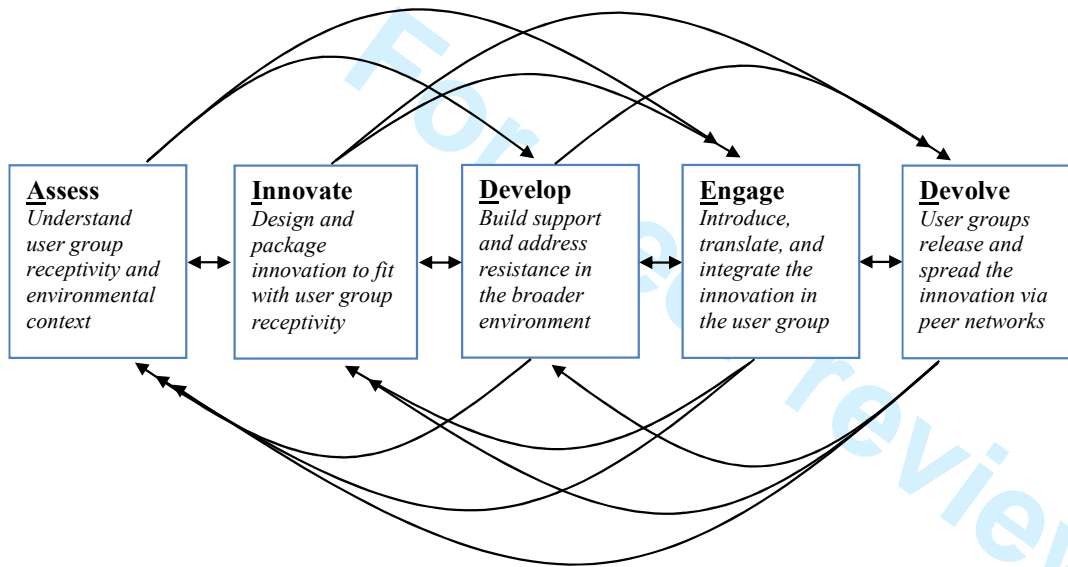 Assess
Understand
user group
receptivity and
environmental
context
Innovate
Design and
package
innovation to fit
with user group
receptivity
Develop
Build support
and address
resistance in
the broader
environment
Engage
Introduce,
translate, and
integrate the
innovation in
the user group
Devolve
User groups
release and
spread the
innovation via
peer networks